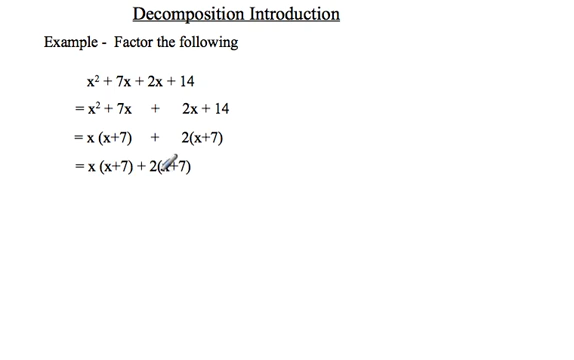 Decomposition Introduction
Example - Factor the following
x² + 7x + 2x + 14
= x² + 7x + 2x + 14
= x (x+7) + 2(x+7)
= x (x+7) + 2(x+7)